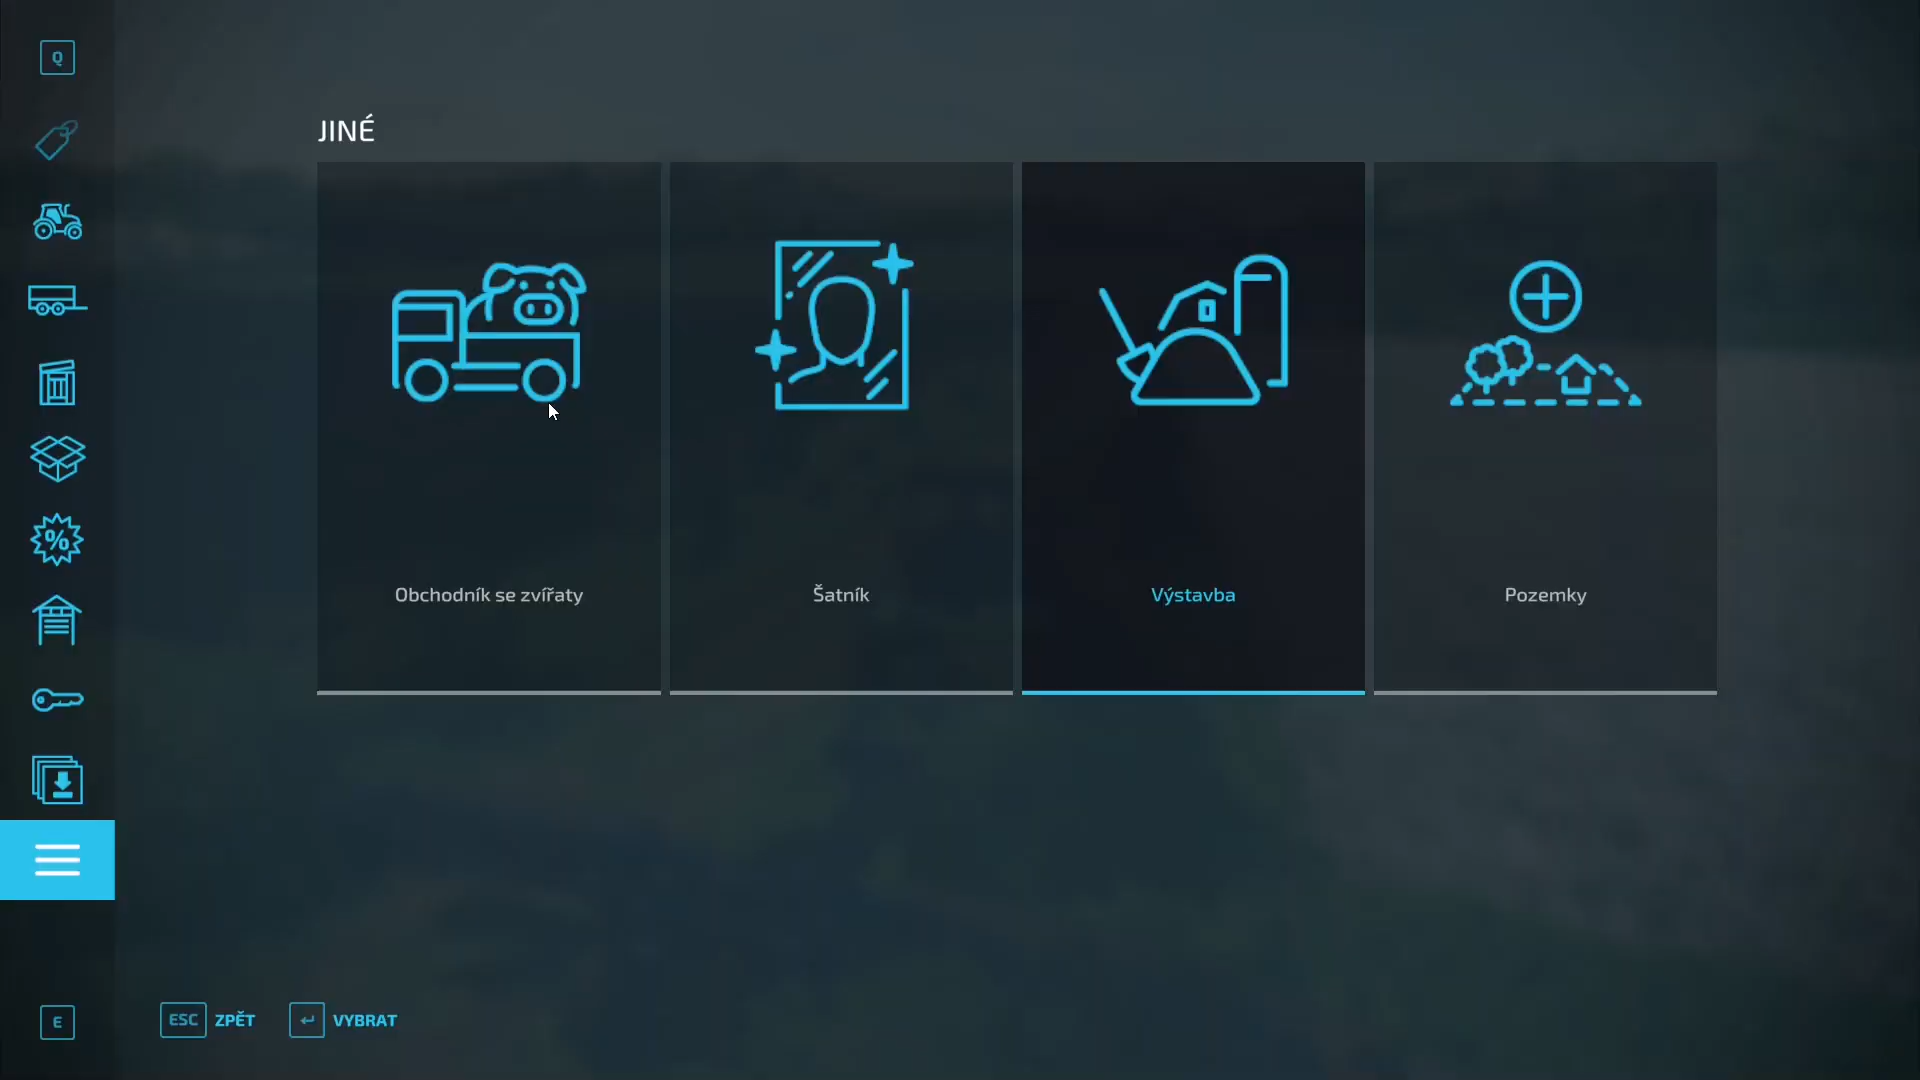 Q
JINÉ
Obchodník se zvířaty
Šatník
Výstavba
Pozemky
%
E
ESC ZPĚT
↵ VYBRAT